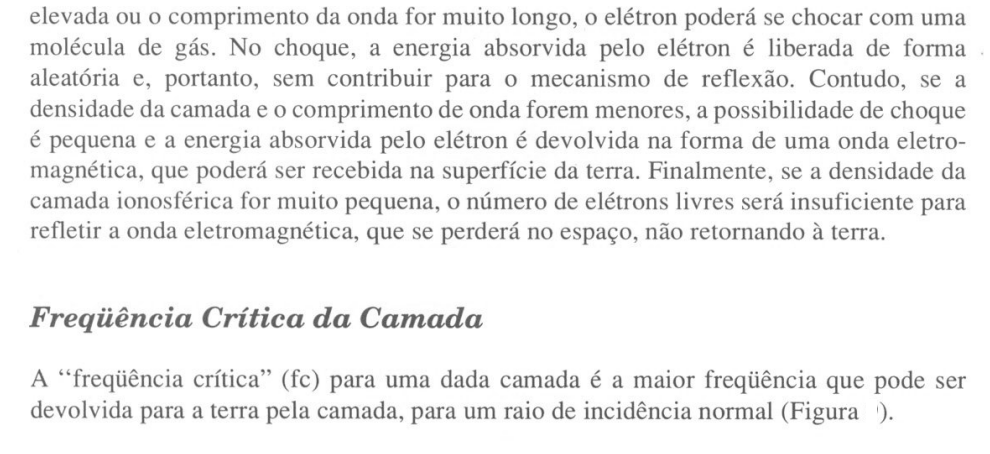 elevada ou o comprimento da onda for muito longo, o elétron poderá se chocar com uma
molécula de gás. No choque, a energia absorvida pelo elétron é liberada de forma
aleatória e, portanto, sem contribuir para o mecanismo de reflexão. Contudo, se a
densidade da camada e o comprimento de onda forem menores, a possibilidade de choque
é pequena e a energia absorvida pelo elétron é devolvida na forma de uma onda eletro-
magnética, que poderá ser recebida na superfície da terra. Finalmente, se a densidade da
camada ionosférica for muito pequena, o número de elétrons livres será insuficiente para
refletir a onda eletromagnética, que se perderá no espaço, não retornando à terra.
Freqüência Crítica da Camada
A “freqüência crítica” (fc) para uma dada camada é a maior freqüência que pode ser
devolvida para a terra pela camada, para um raio de incidência normal (Figura ).